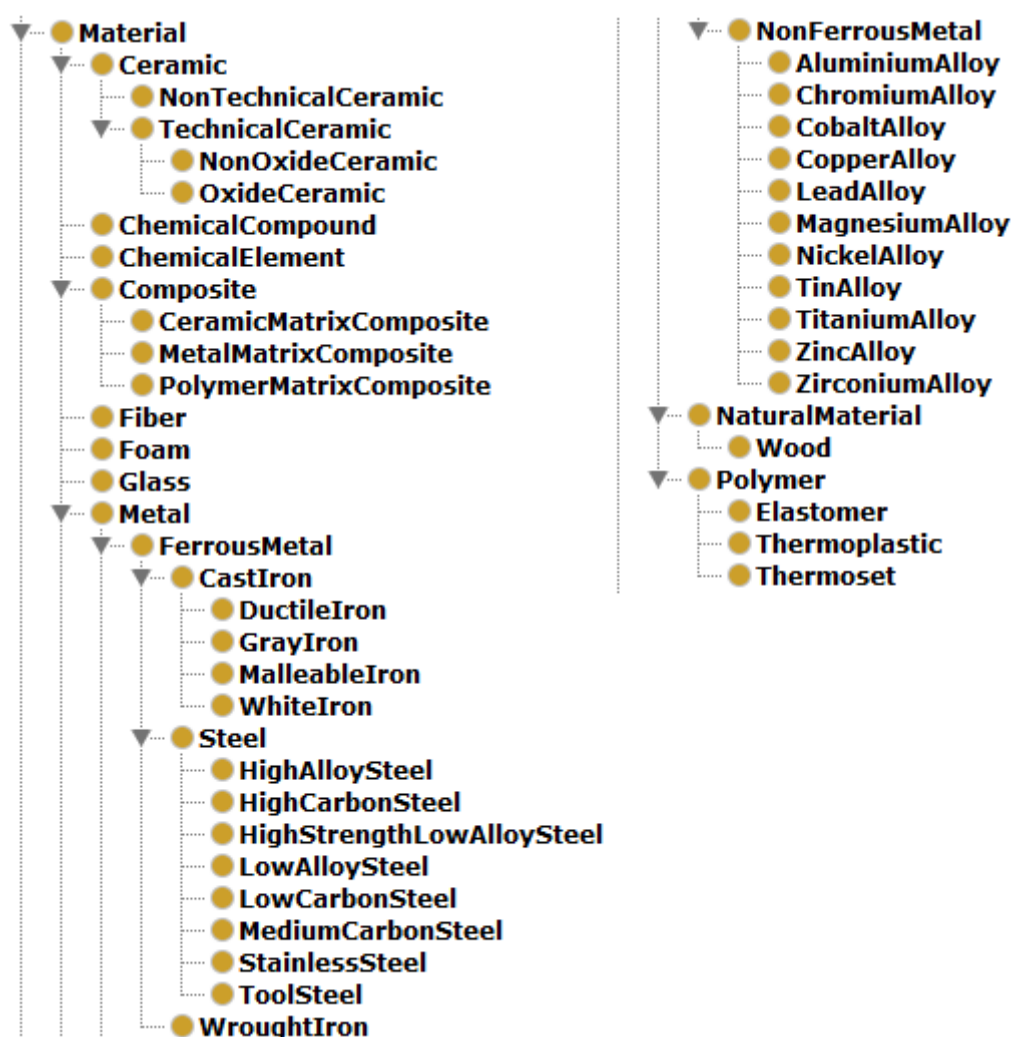 Material
Ceramic
NonTechnicalCeramic
TechnicalCeramic
NonOxideCeramic
OxideCeramic
ChemicalCompound
ChemicalElement
Composite
CeramicMatrixComposite
MetalMatrixComposite
PolymerMatrixComposite
Fiber
Foam
Glass
Metal
FerrousMetal
CastIron
DuctileIron
GrayIron
MalleableIron
WhiteIron
Steel
HighAlloySteel
HighCarbonSteel
HighStrengthLowAlloySteel
LowAlloySteel
LowCarbonSteel
MediumCarbonSteel
StainlessSteel
ToolSteel
WroughtIron
NonFerrousMetal
AluminiumAlloy
ChromiumAlloy
CobaltAlloy
CopperAlloy
LeadAlloy
MagnesiumAlloy
NickelAlloy
TinAlloy
TitaniumAlloy
ZincAlloy
ZirconiumAlloy
NaturalMaterial
Wood
Polymer
Elastomer
Thermoplastic
Thermoset